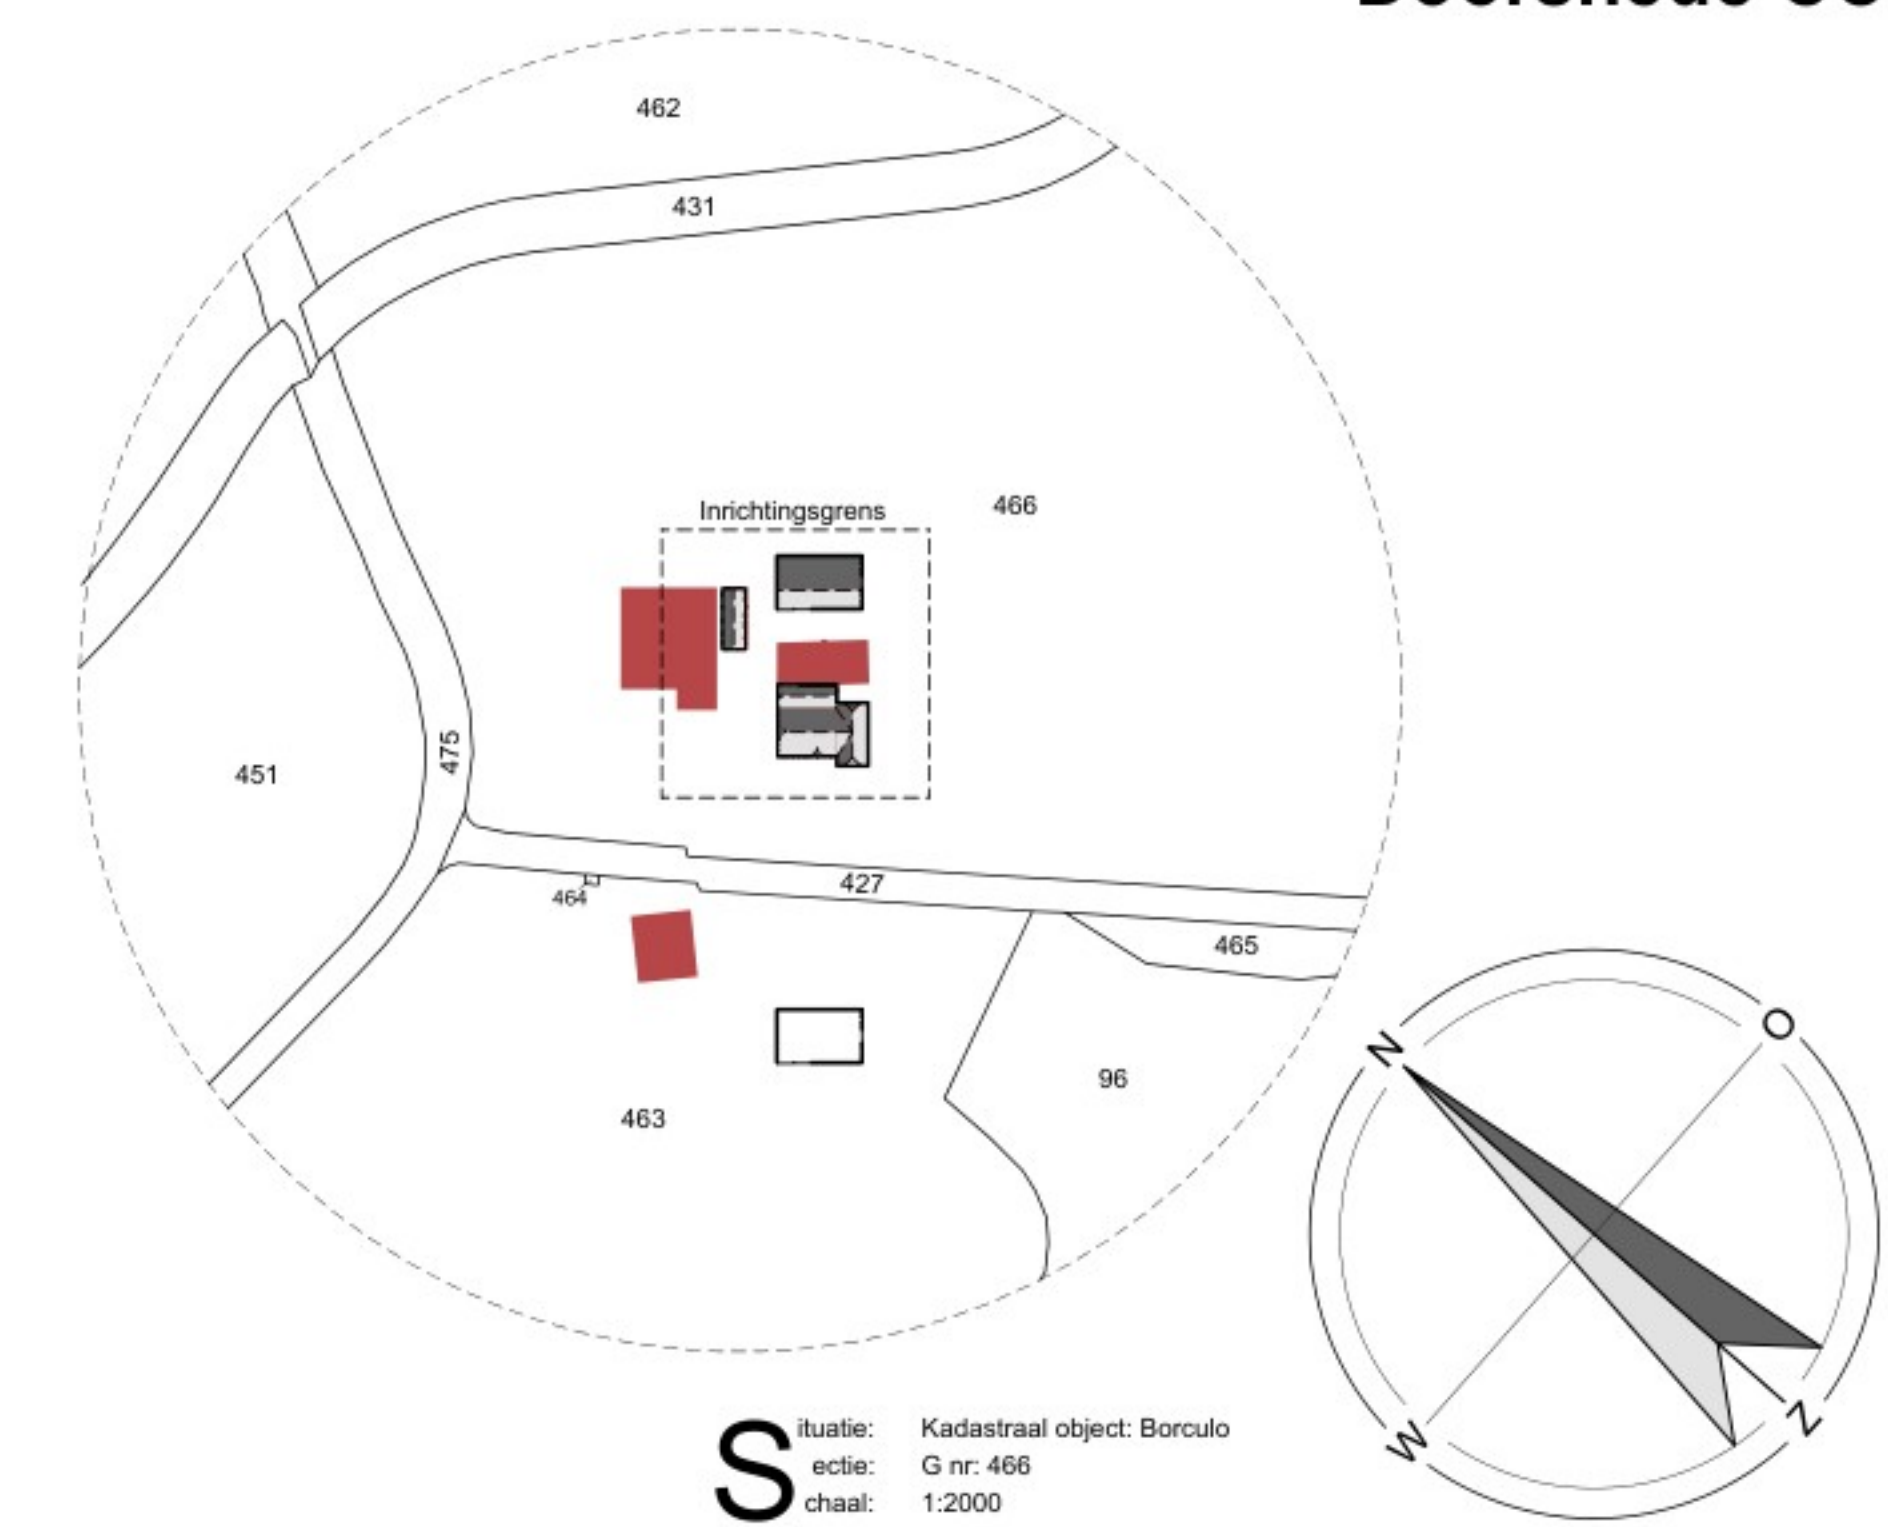 462
431
Inrichtingsgrens
466
451
475
427
464
465
96
463
N
O
W
Z
Situatie: Kadastraal object: Borculo
Sectie: G nr: 466
Schaal: 1:2000